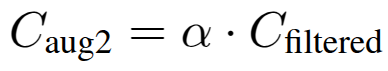 C_aug2 = α · C_filtered